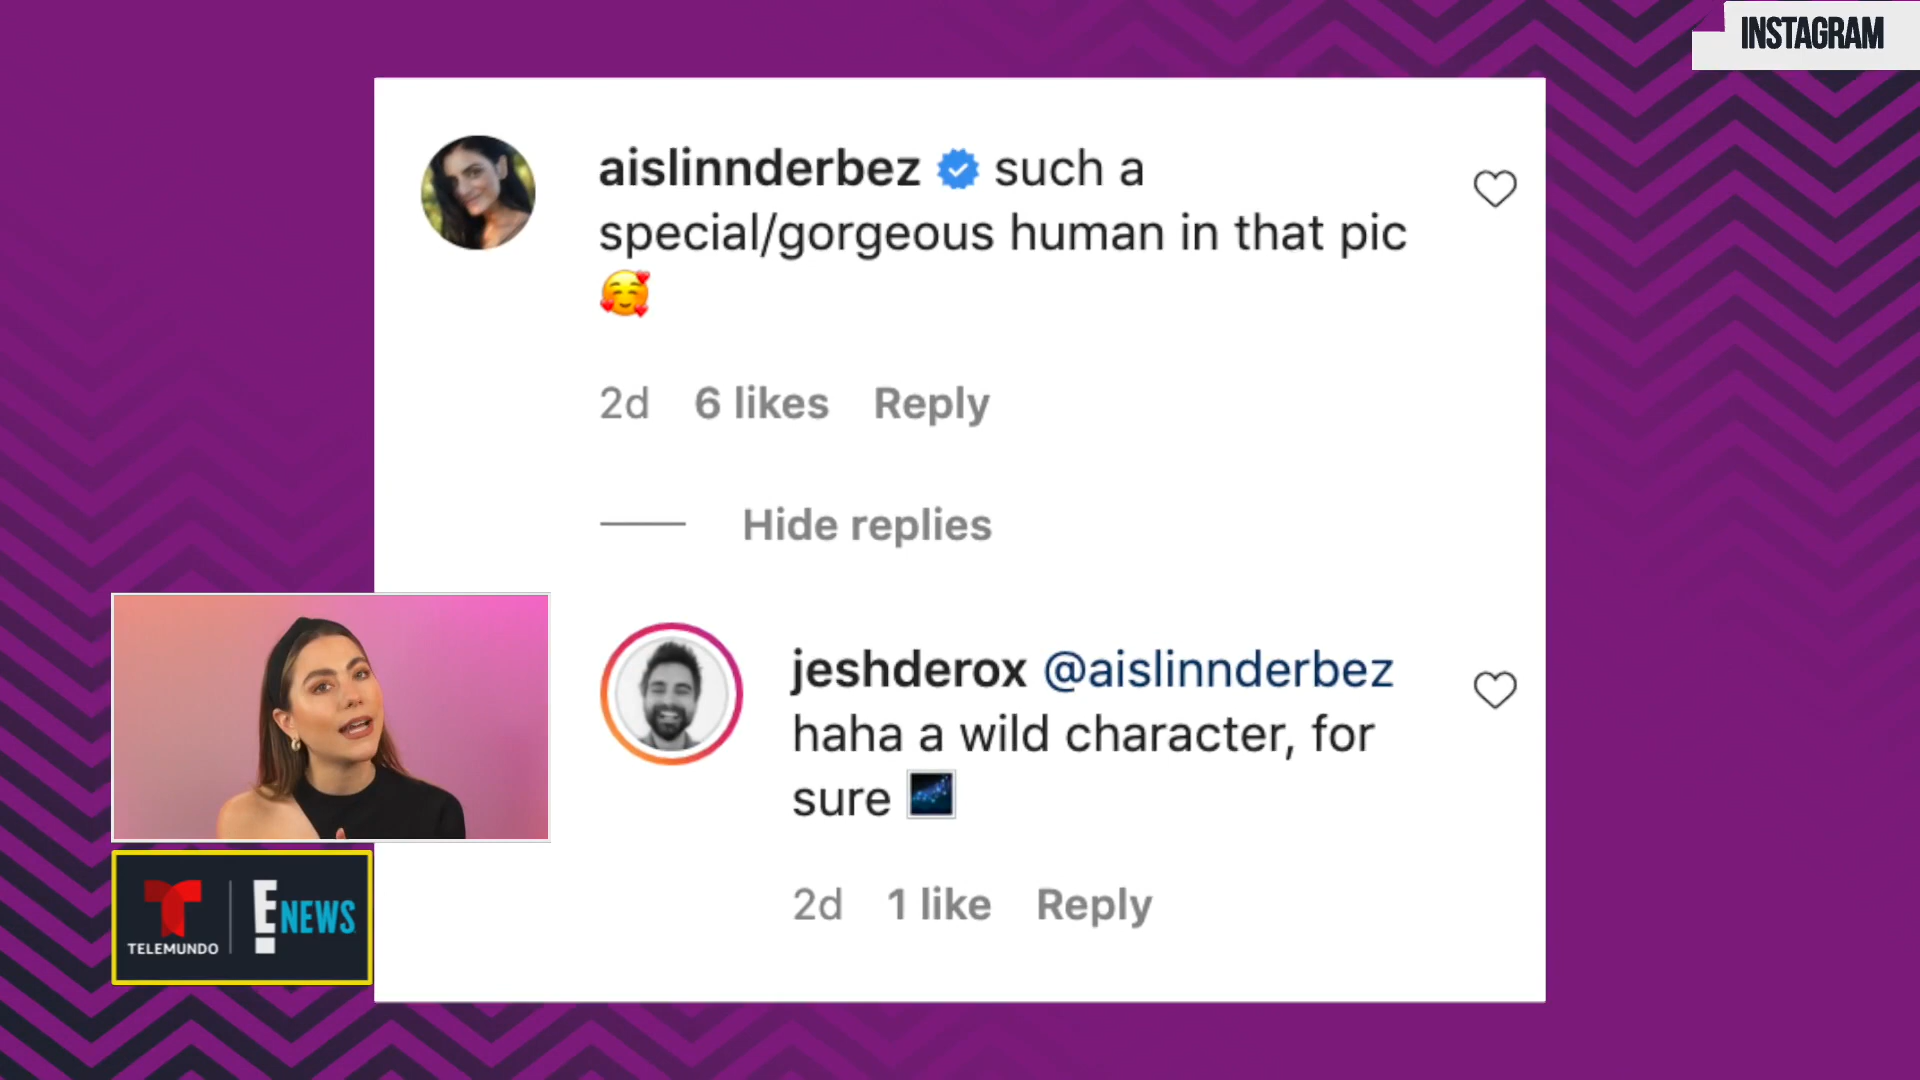 INSTAGRAM
aislinnderbez such a
special/gorgeous human in that pic
🥰
2d 6 likes Reply
Hide replies
jeshderox @aislinnderbez
haha a wild character, for
sure 🌌
2d 1 like Reply
TELEMUNDO
E! NEWS